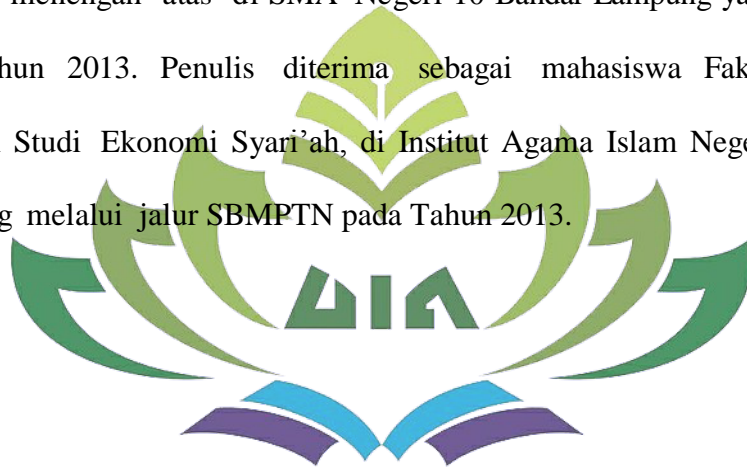 menengah atas di SMA Negeri 10 Bandar Lampung
hun 2013. Penulis diterima sebagai mahasiswa Fak
Studi Ekonomi Syari’ah, di Institut Agama Islam Nege
g melalui jalur SBMPTN pada Tahun 2013.
UIN